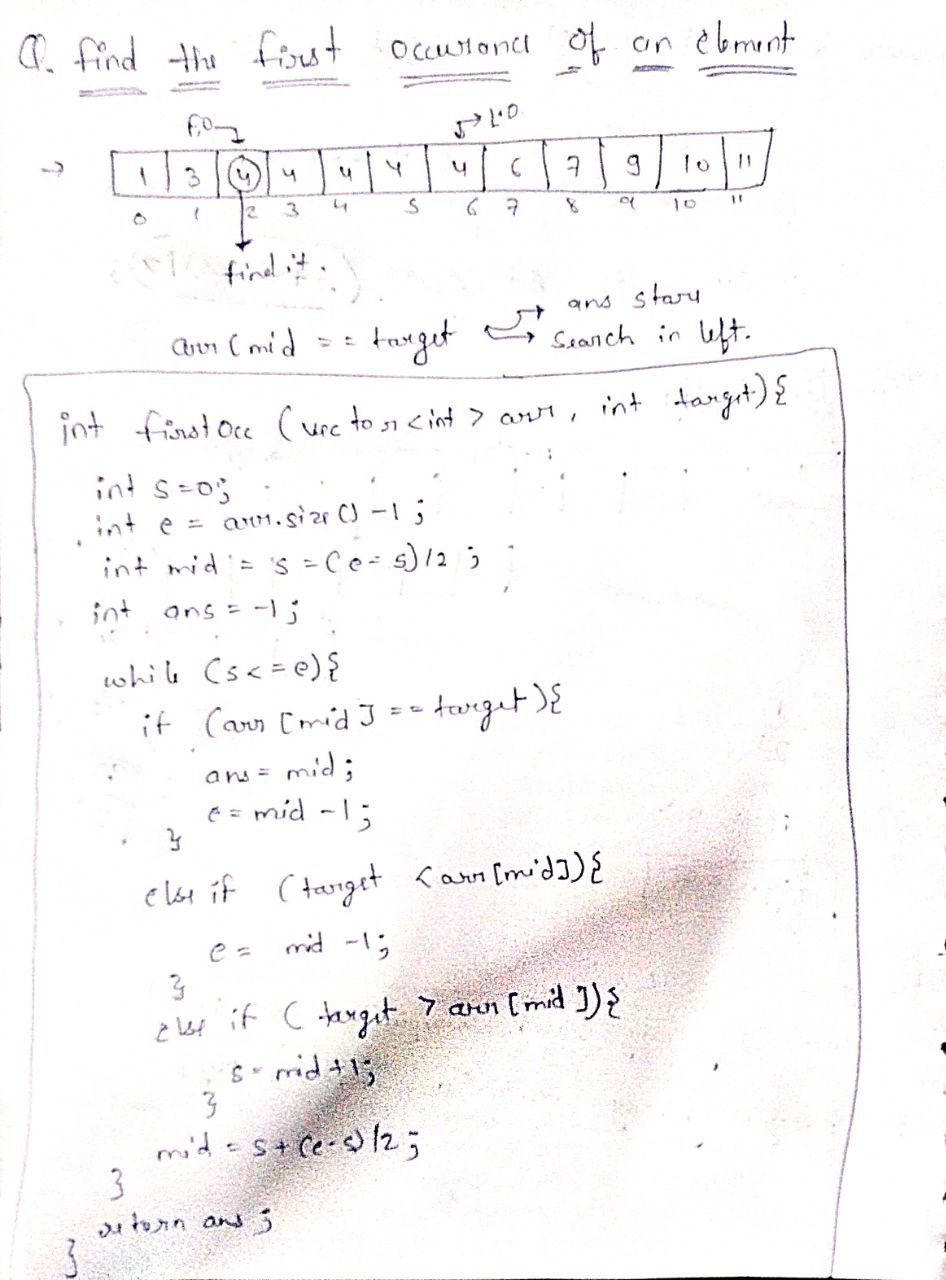 Q. find the first occurance of an element
F.O L.O
→ 1 3 4 4 4 4 4 6 7 9 10 11
0 1 2 3 4 5 6 7 8 9 10 11
find it.
arr (mid == target → ans store
→ search in left.
int firstOcc (vector<int> arr, int target){
int s=0;
int e = arr.size() -1;
int mid = s = (e-s)/2;
int ans = -1;
while (s<=e){
if (arr [mid] == target){
ans = mid;
e = mid -1;
}
else if (target < arr[mid]){
e = mid -1;
}
else if ( target > arr [mid ]){
s = mid+1;
}
mid = s+(e-s)/2;
}
return ans;
}